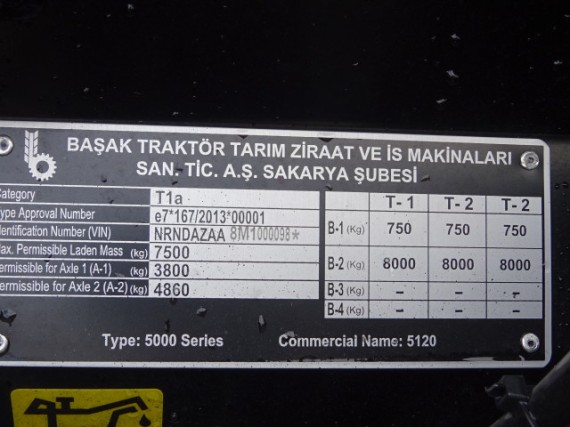 BAŞAK TRAKTÖR TARIM ZİRAAT VE İS MAKİNALARI
SAN. TİC. A.Ş. SAKARYA ŞUBESİ
Category T1a
Type Approval Number e7*167/2013*00001
Identification Number (VIN) NRNDAZAA 8M1000098*
Max. Permissible Laden Mass (kg) 7500
Permissible for Axle 1 (A-1) (kg) 3800
Permissible for Axle 2 (A-2) (kg) 4860
T-1 T-2 T-2
B-1 (Kg) 750 750 750
B-2 (Kg) 8000 8000 8000
B-3 (Kg) - - -
B-4 (Kg) - - -
Type: 5000 Series Commercial Name: 5120